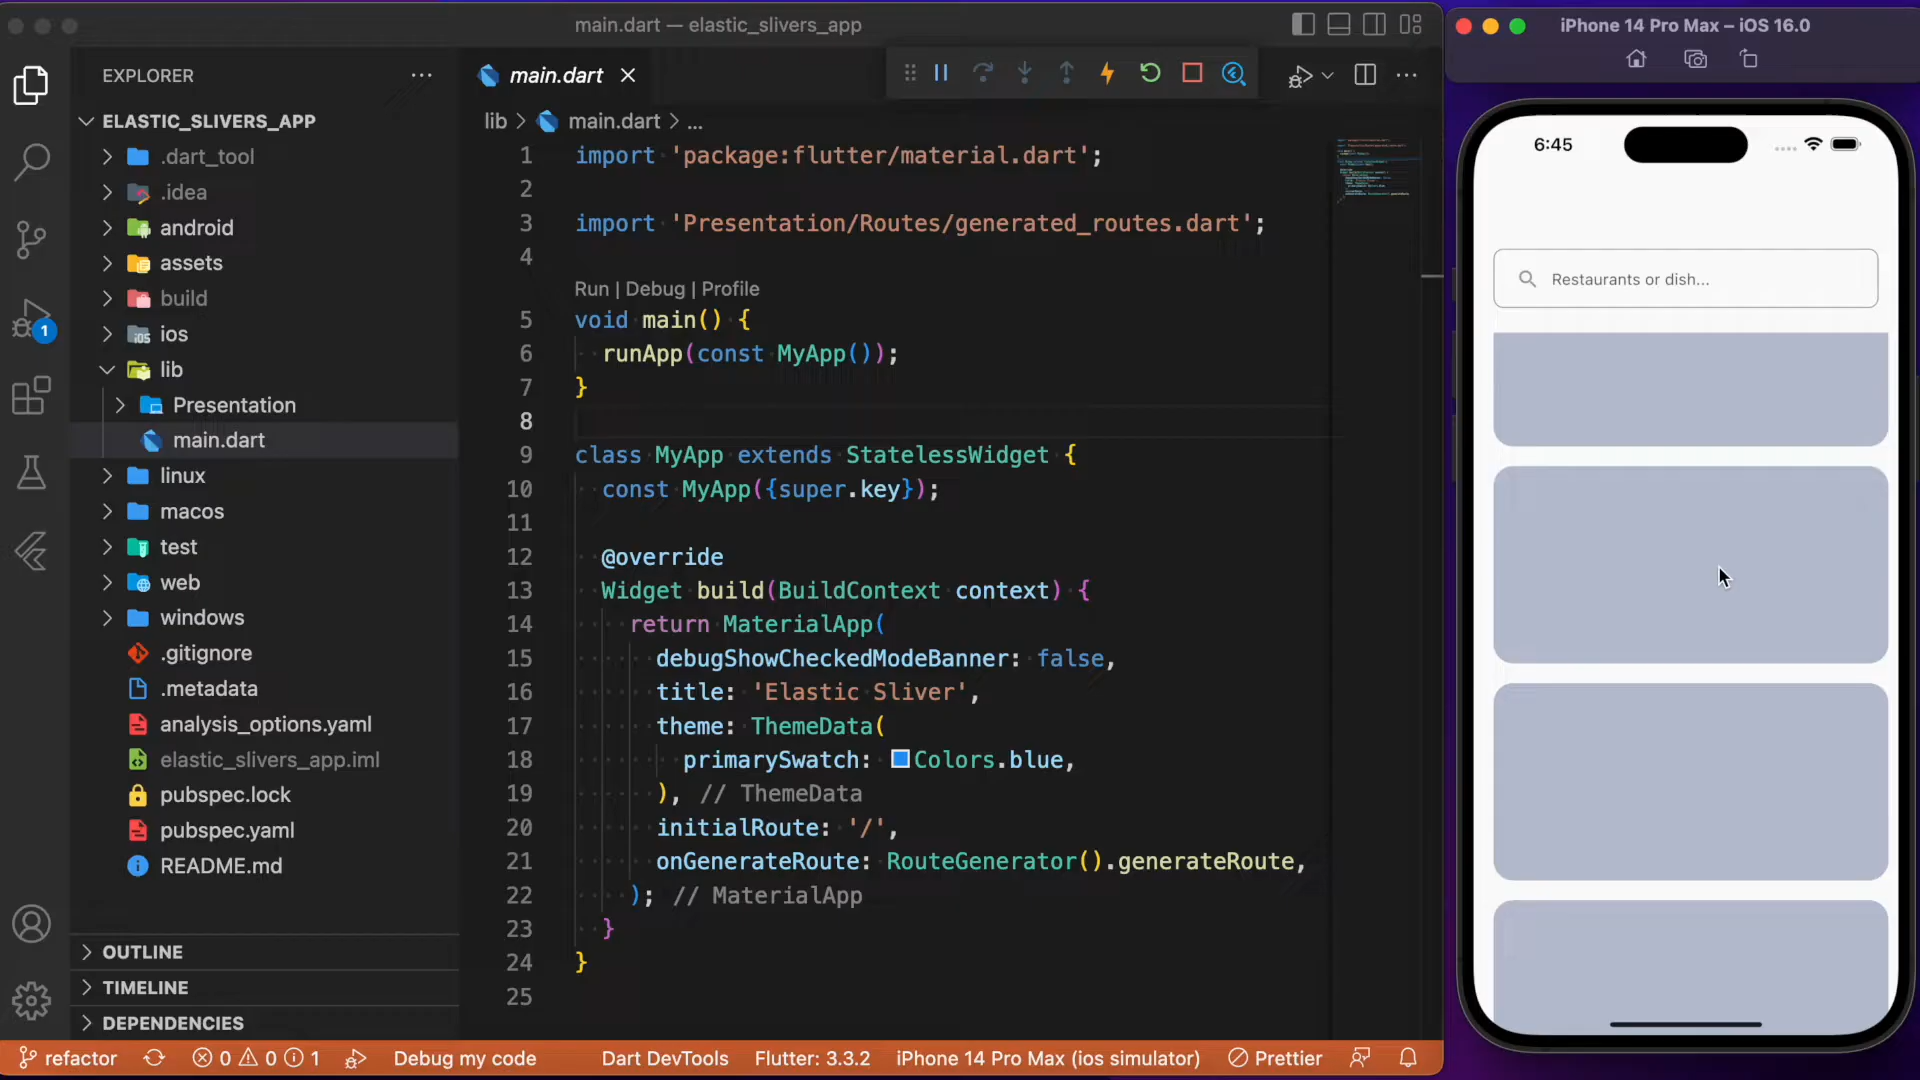 main.dart — elastic_slivers_app
EXPLORER
ELASTIC_SLIVERS_APP
.dart_tool
.idea
android
assets
build
ios
lib
Presentation
main.dart
linux
macos
test
web
windows
.gitignore
.metadata
analysis_options.yaml
elastic_slivers_app.iml
pubspec.lock
pubspec.yaml
README.md
OUTLINE
TIMELINE
DEPENDENCIES
1
main.dart
lib > main.dart > ...
1 import 'package:flutter/material.dart';
2
3 import 'Presentation/Routes/generated_routes.dart';
4
Run | Debug | Profile
5 void main() {
6 runApp(const MyApp());
7 }
8
9 class MyApp extends StatelessWidget {
10 const MyApp({super.key});
11
12 @override
13 Widget build(BuildContext context) {
14 return MaterialApp(
15 debugShowCheckedModeBanner: false,
16 title: 'Elastic Sliver',
17 theme: ThemeData(
18 primarySwatch: Colors.blue,
19 ), // ThemeData
20 initialRoute: '/',
21 onGenerateRoute: RouteGenerator().generateRoute,
22 ); // MaterialApp
23 }
24 }
25
refactor 0 0 1 Debug my code Dart DevTools Flutter: 3.3.2 iPhone 14 Pro Max (ios simulator) Prettier
iPhone 14 Pro Max – iOS 16.0
6:45
Restaurants or dish...